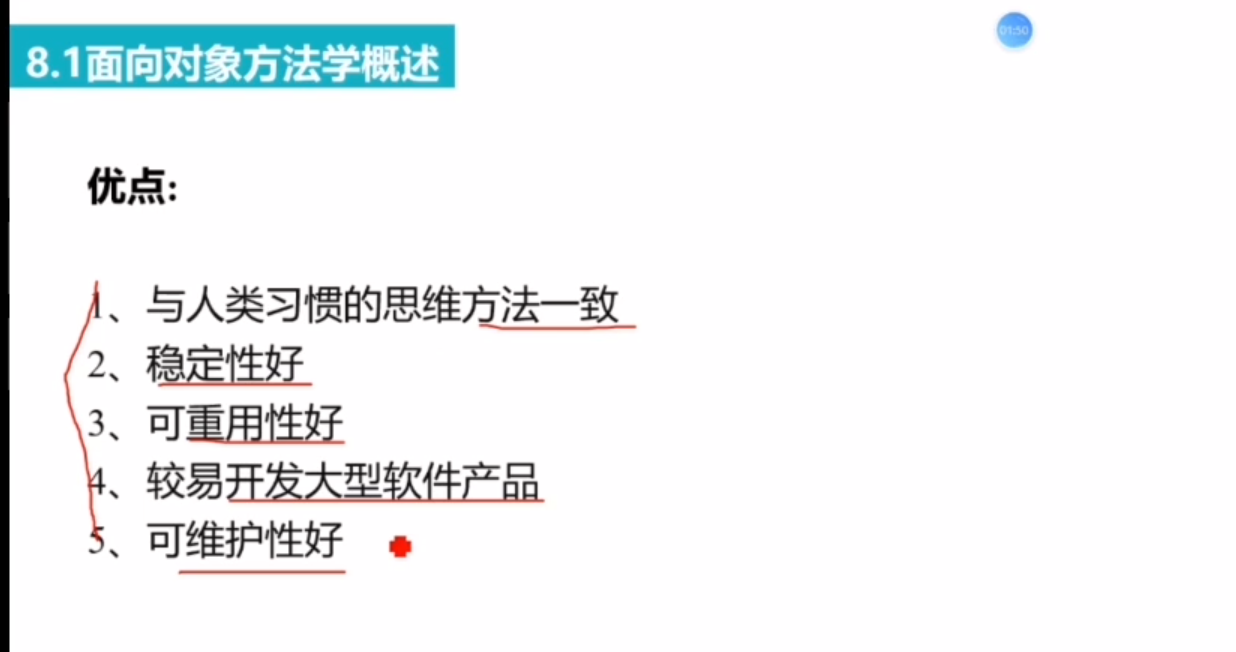 8.1面向对象方法学概述
01:50
优点:
1、与人类习惯的思维方法一致
2、稳定性好
3、可重用性好
4、较易开发大型软件产品
5、可维护性好